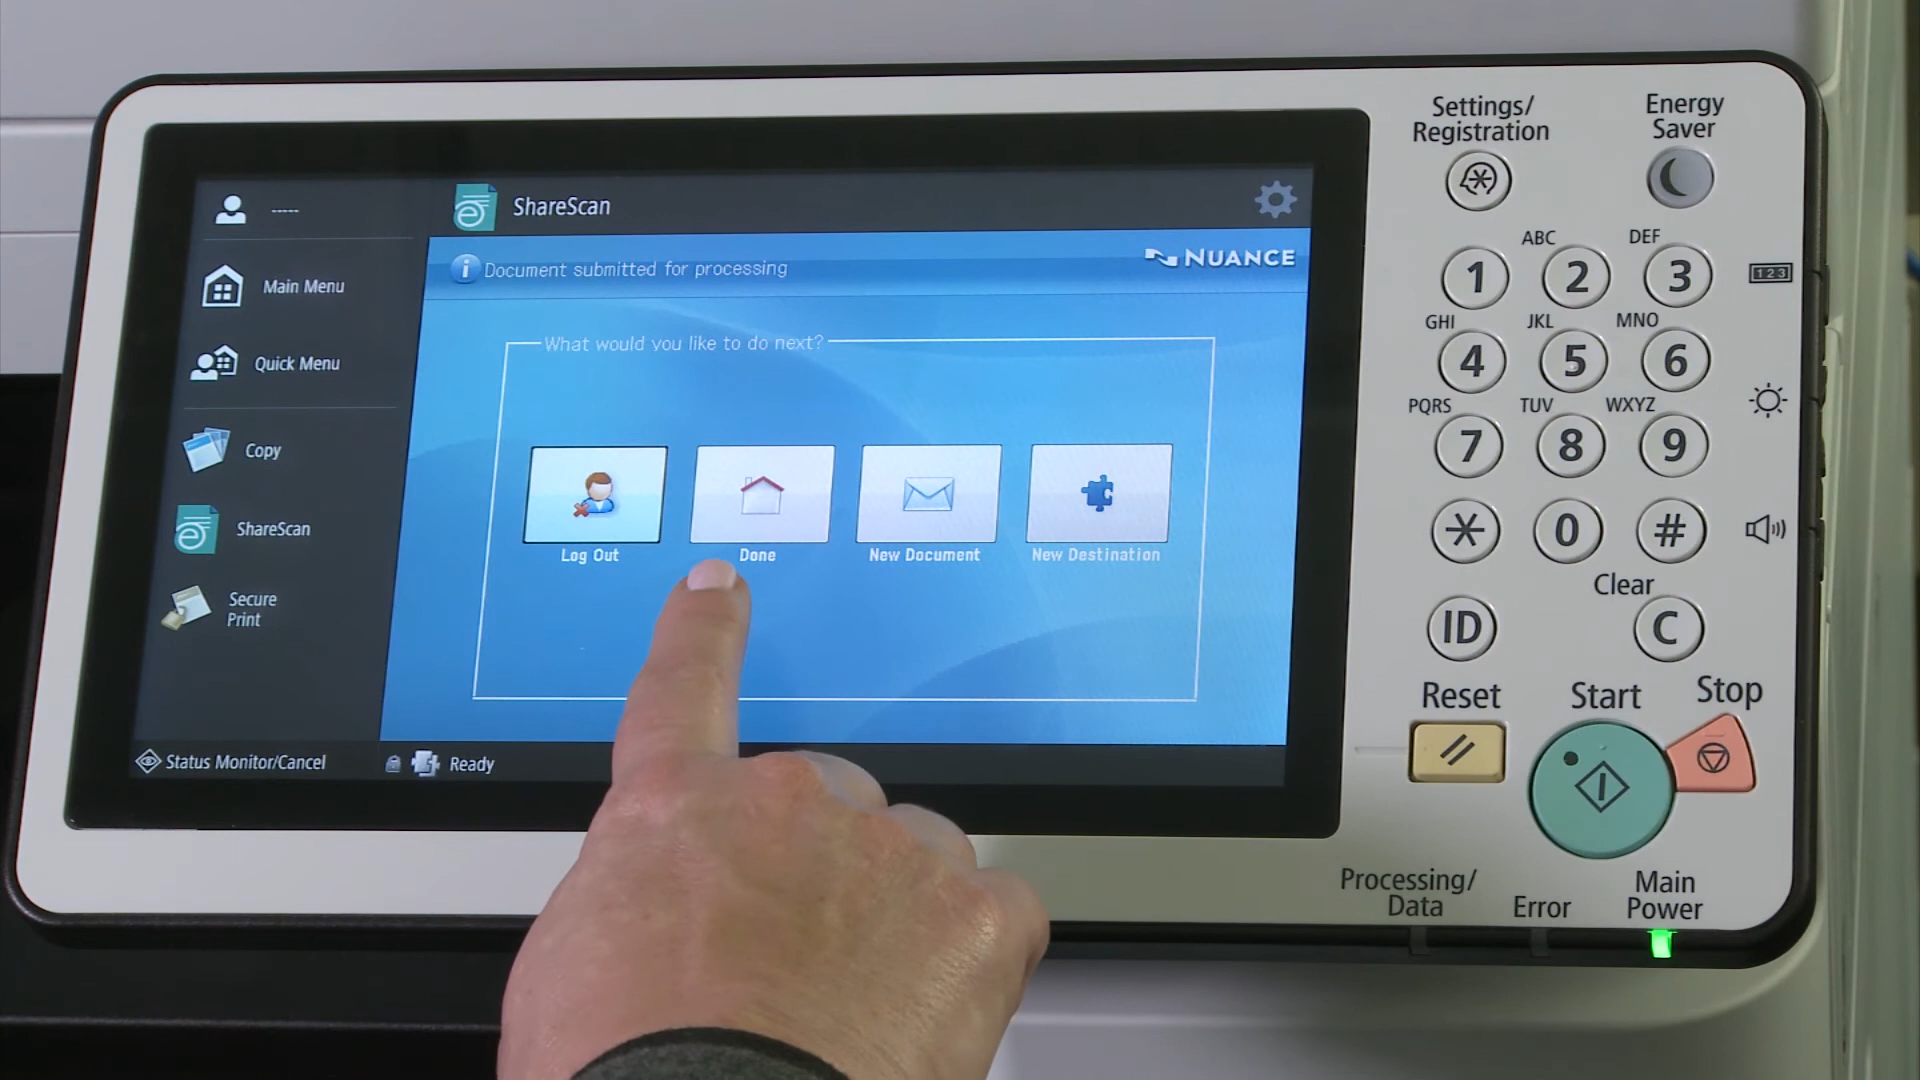 -----
Main Menu
Quick Menu
Copy
ShareScan
Secure
Print
Status Monitor/Cancel
Ready
ShareScan
Document submitted for processing
NUANCE
What would you like to do next?
Log Out
Done
New Document
New Destination
Settings/
Registration
Energy
Saver
ABC
DEF
1
2
3
123
GHI
JKL
MNO
4
5
6
PQRS
TUV
WXYZ
7
8
9
*
0
#
Clear
ID
C
Reset
Start
Stop
Processing/
Data
Error
Main
Power